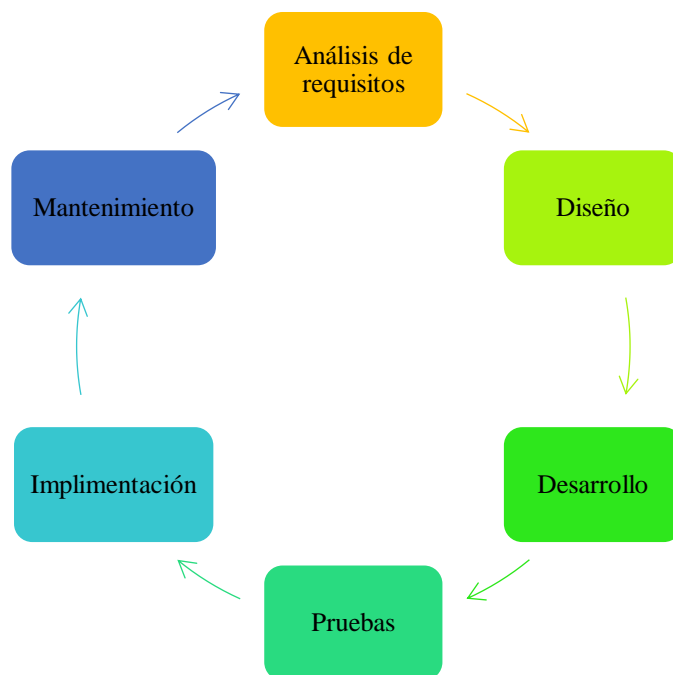 Análisis de
requisitos
Diseño
Desarrollo
Pruebas
Implimentación
Mantenimiento